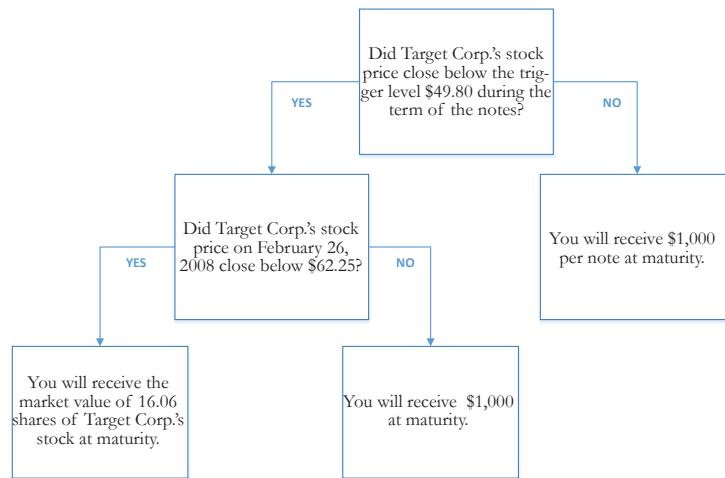 Did Target Corp.'s stock
price close below the trig-
ger level $49.80 during the
term of the notes?
YES
NO
Did Target Corp.'s stock
price on February 26,
2008 close below $62.25?
You will receive $1,000
per note at maturity.
YES
NO
You will receive the
market value of 16.06
shares of Target Corp.'s
stock at maturity.
You will receive $1,000
at maturity.